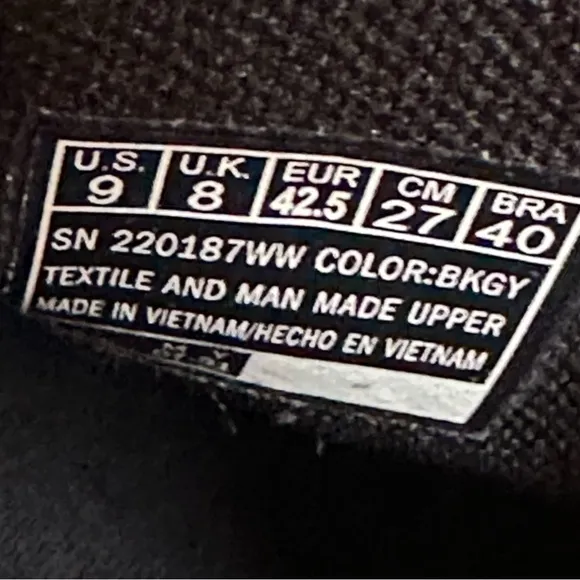 U.S. U.K. EUR CM BRA
9 8 42.5 27 40
SN 220187WW COLOR:BKGY
TEXTILE AND MAN MADE UPPER
MADE IN VIETNAM/HECHO EN VIETNAM